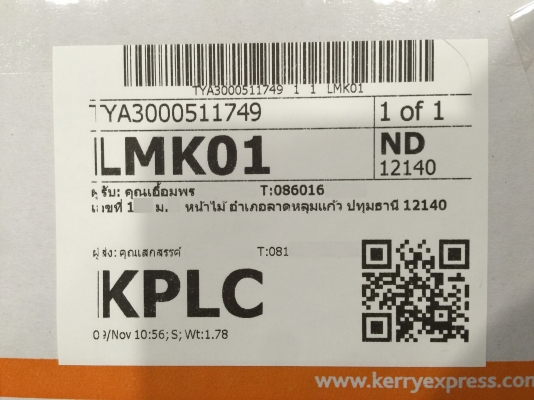 TYA3000511749 1 1 LMK01
TYA3000511749 1 of 1
LMK01 ND
12140
ผู้รับ: คุณเอื้อมพร T:086016
เลขที่ 1 ม. หน้าไม้ อำเภอลาดหลุมแก้ว ปทุมธานี 12140
ผู้ส่ง: คุณเสกสรรค์ T:081
KPLC
/Nov 10:56; S; Wt:1.78
www.kerryexpress.com